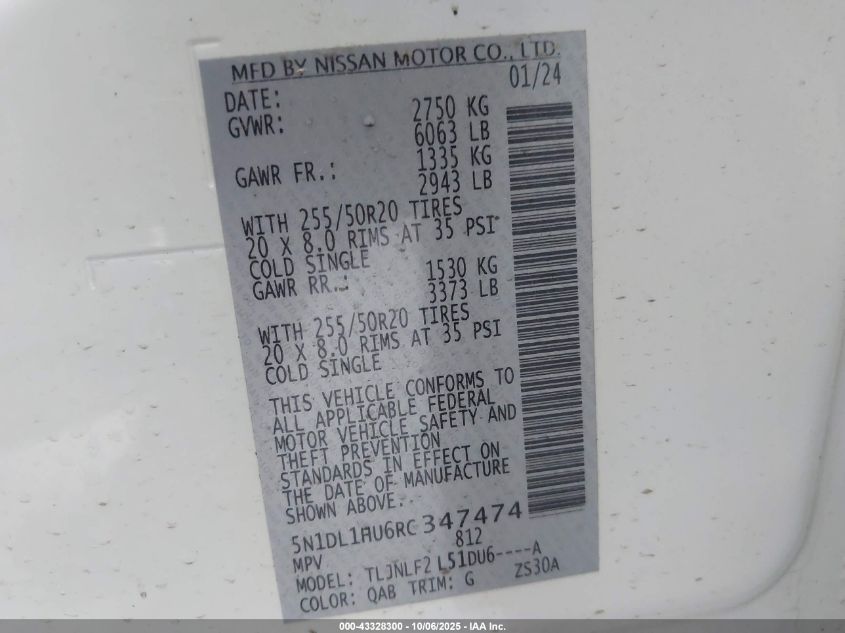 MFD BY NISSAN MOTOR CO., LTD.
DATE: 01/24
GVWR: 2750 KG
6063 LB
GAWR FR.: 1335 KG
2943 LB
WITH 255/50R20 TIRES
20 X 8.0 RIMS AT 35 PSI
COLD SINGLE
GAWR RR.: 1530 KG
3373 LB
WITH 255/50R20 TIRES
20 X 8.0 RIMS AT 35 PSI
COLD SINGLE
THIS VEHICLE CONFORMS TO
ALL APPLICABLE FEDERAL
MOTOR VEHICLE SAFETY AND
THEFT PREVENTION
STANDARDS IN EFFECT ON
THE DATE OF MANUFACTURE
SHOWN ABOVE.
5N1DL1HU6RC347474
MPV 812
MODEL: TLJNLF2 L51DU6----A
COLOR: QAB TRIM: G ZS30A
000-43328300 - 10/06/2025 - IAA Inc.